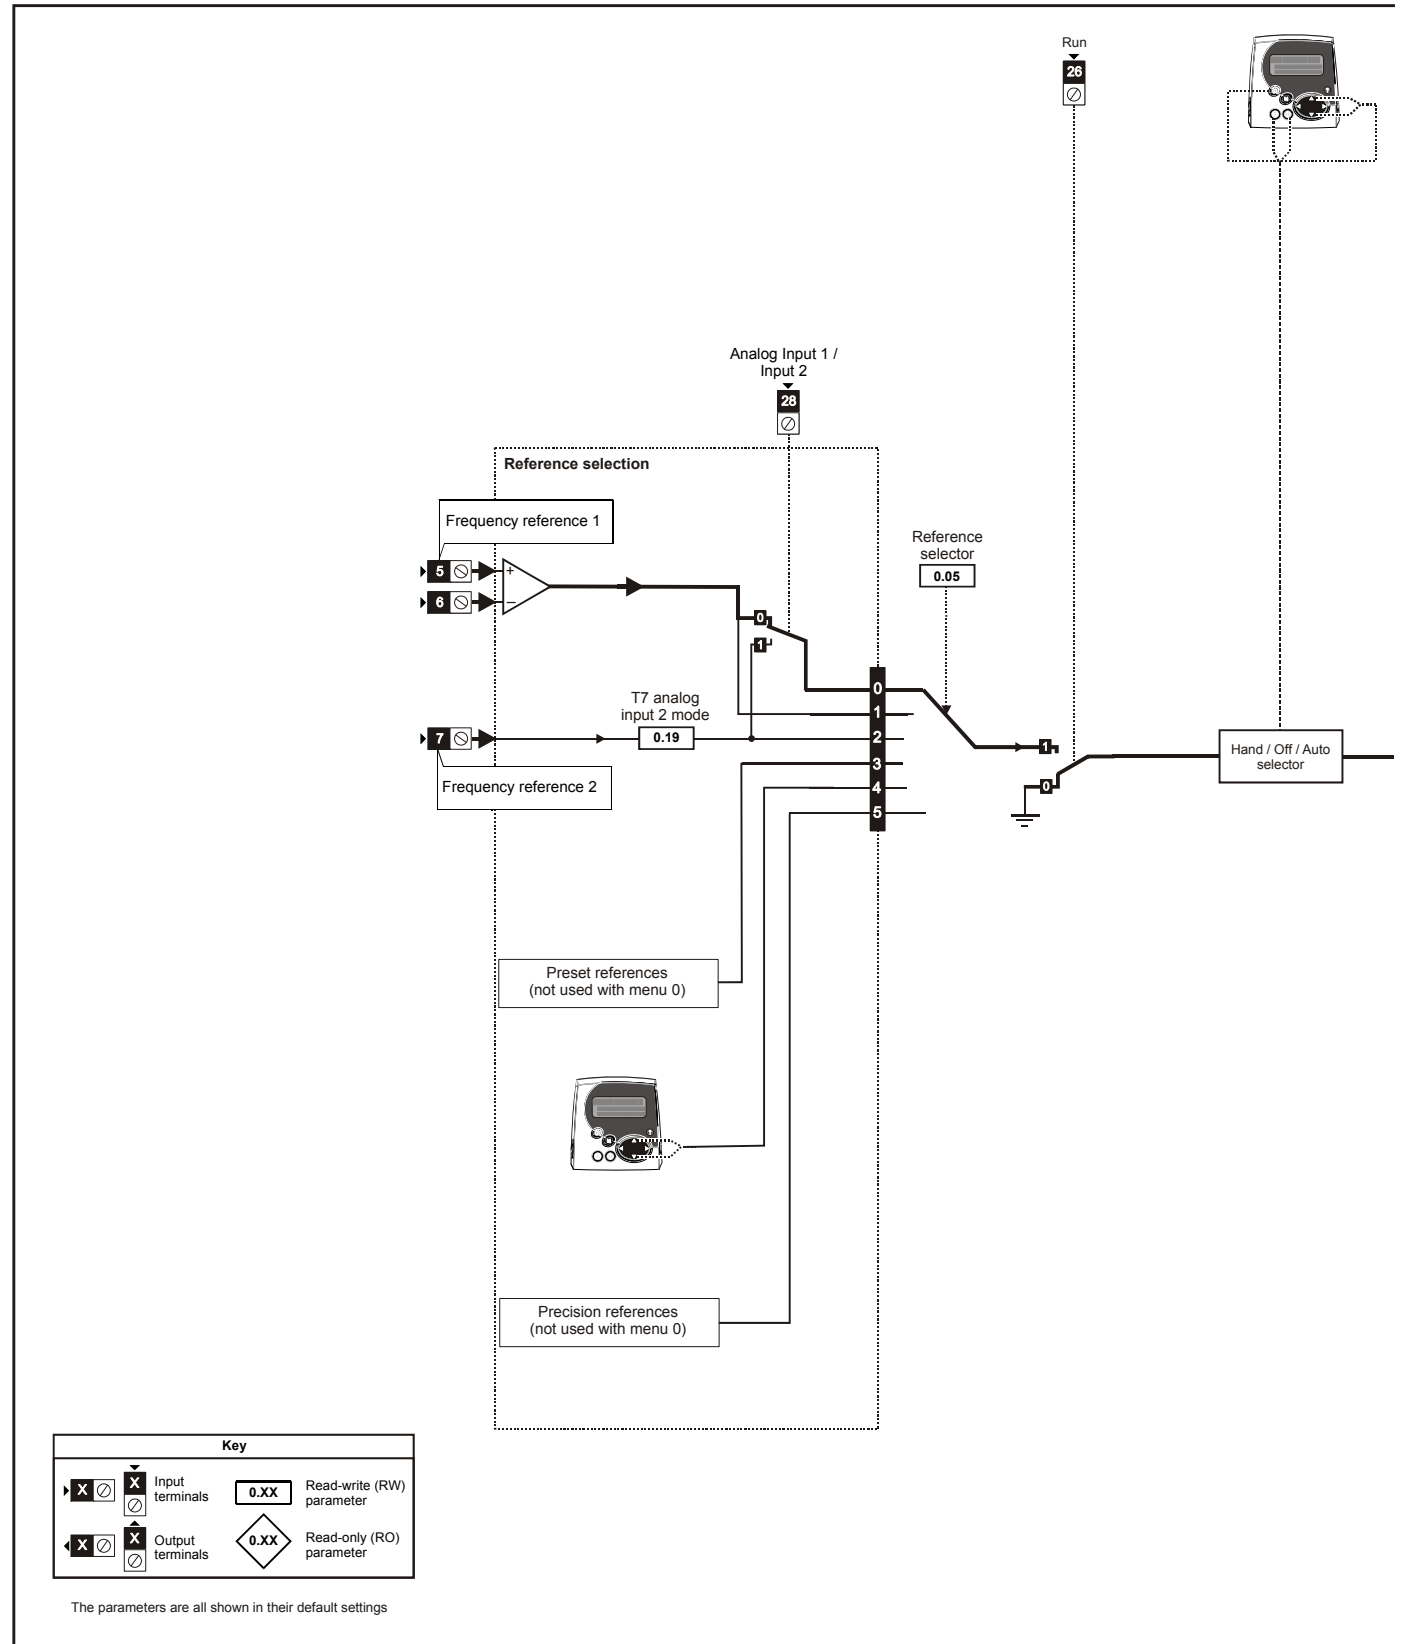 Run
26
Analog Input 1 /
Input 2
28
Reference selection
Frequency reference 1
5
+
6
–
Reference
selector
0.05
0
1
T7 analog
input 2 mode
0.19
7
Frequency reference 2
0
1
2
3
4
5
1
0
Hand / Off / Auto
selector
Preset references
(not used with menu 0)
Precision references
(not used with menu 0)
Key
X
X
Input
terminals
0.XX
Read-write (RW)
parameter
X
X
Output
terminals
0.XX
Read-only (RO)
parameter
The parameters are all shown in their default settings